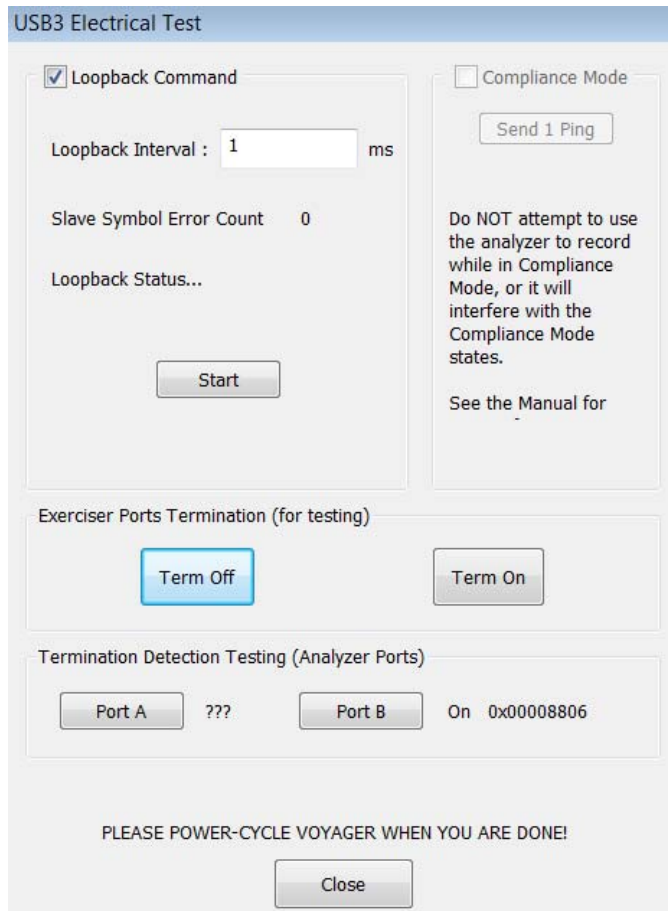 USB3 Electrical Test
Loopback Command
Loopback Interval : 1 ms
Slave Symbol Error Count 0
Loopback Status...
Start
Compliance Mode
Send 1 Ping
Do NOT attempt to use
the analyzer to record
while in Compliance
Mode, or it will
interfere with the
Compliance Mode
states.
See the Manual for
Exerciser Ports Termination (for testing)
Term Off Term On
Termination Detection Testing (Analyzer Ports)
Port A ??? Port B On 0x00008806
PLEASE POWER-CYCLE VOYAGER WHEN YOU ARE DONE!
Close